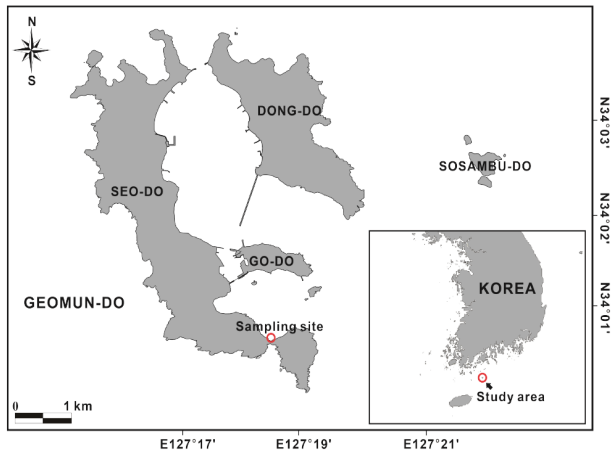 N
S
DONG-DO
SEO-DO
SOSAMBU-DO
GO-DO
GEOMUN-DO
Sampling site
KOREA
Study area
0 1 km
N34°03'
N34°02'
N34°01'
E127°17' E127°19' E127°21'